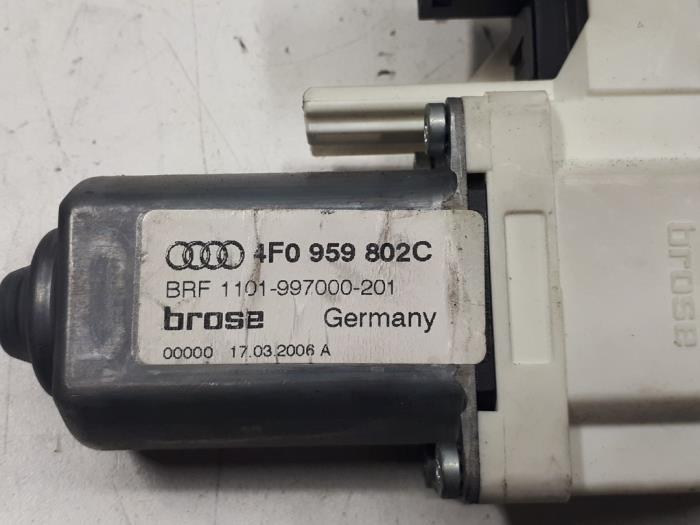 4F0 959 802C
BRF 1101-997000-201
brose Germany
00000 17.03.2006 A
brose